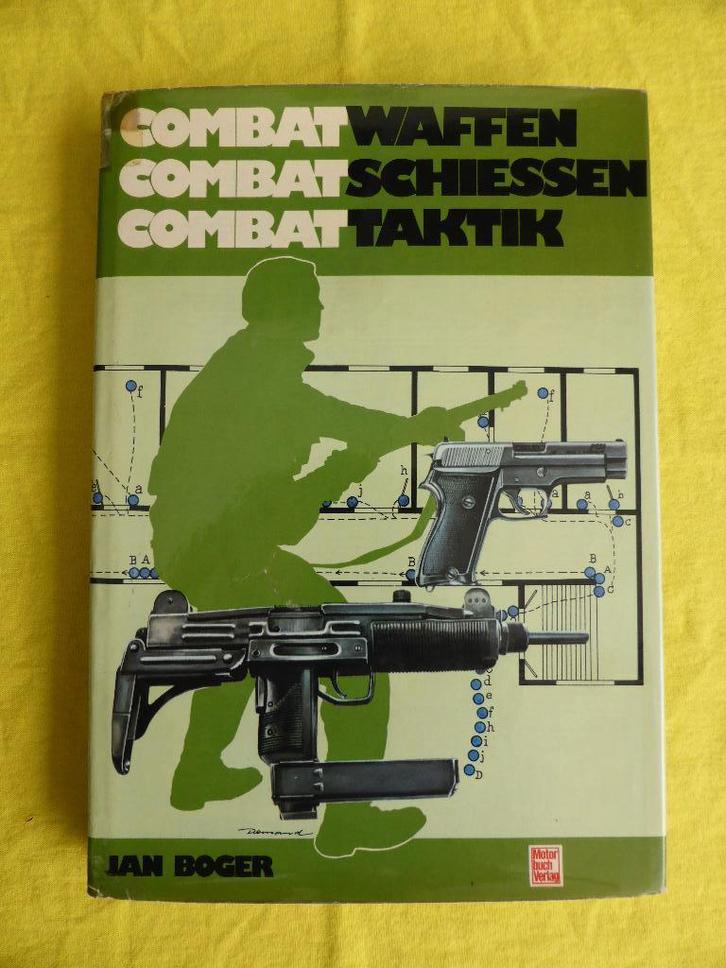 COMBATWAFFEN
COMBATSCHIESSEN
COMBATTAKTIK
f
f
e
e
a
j
h
a
a
b
c
B A
B
B
A
C
d
e
f
h
i
j
D
JAN BOGER
Motor
buch
Verlag